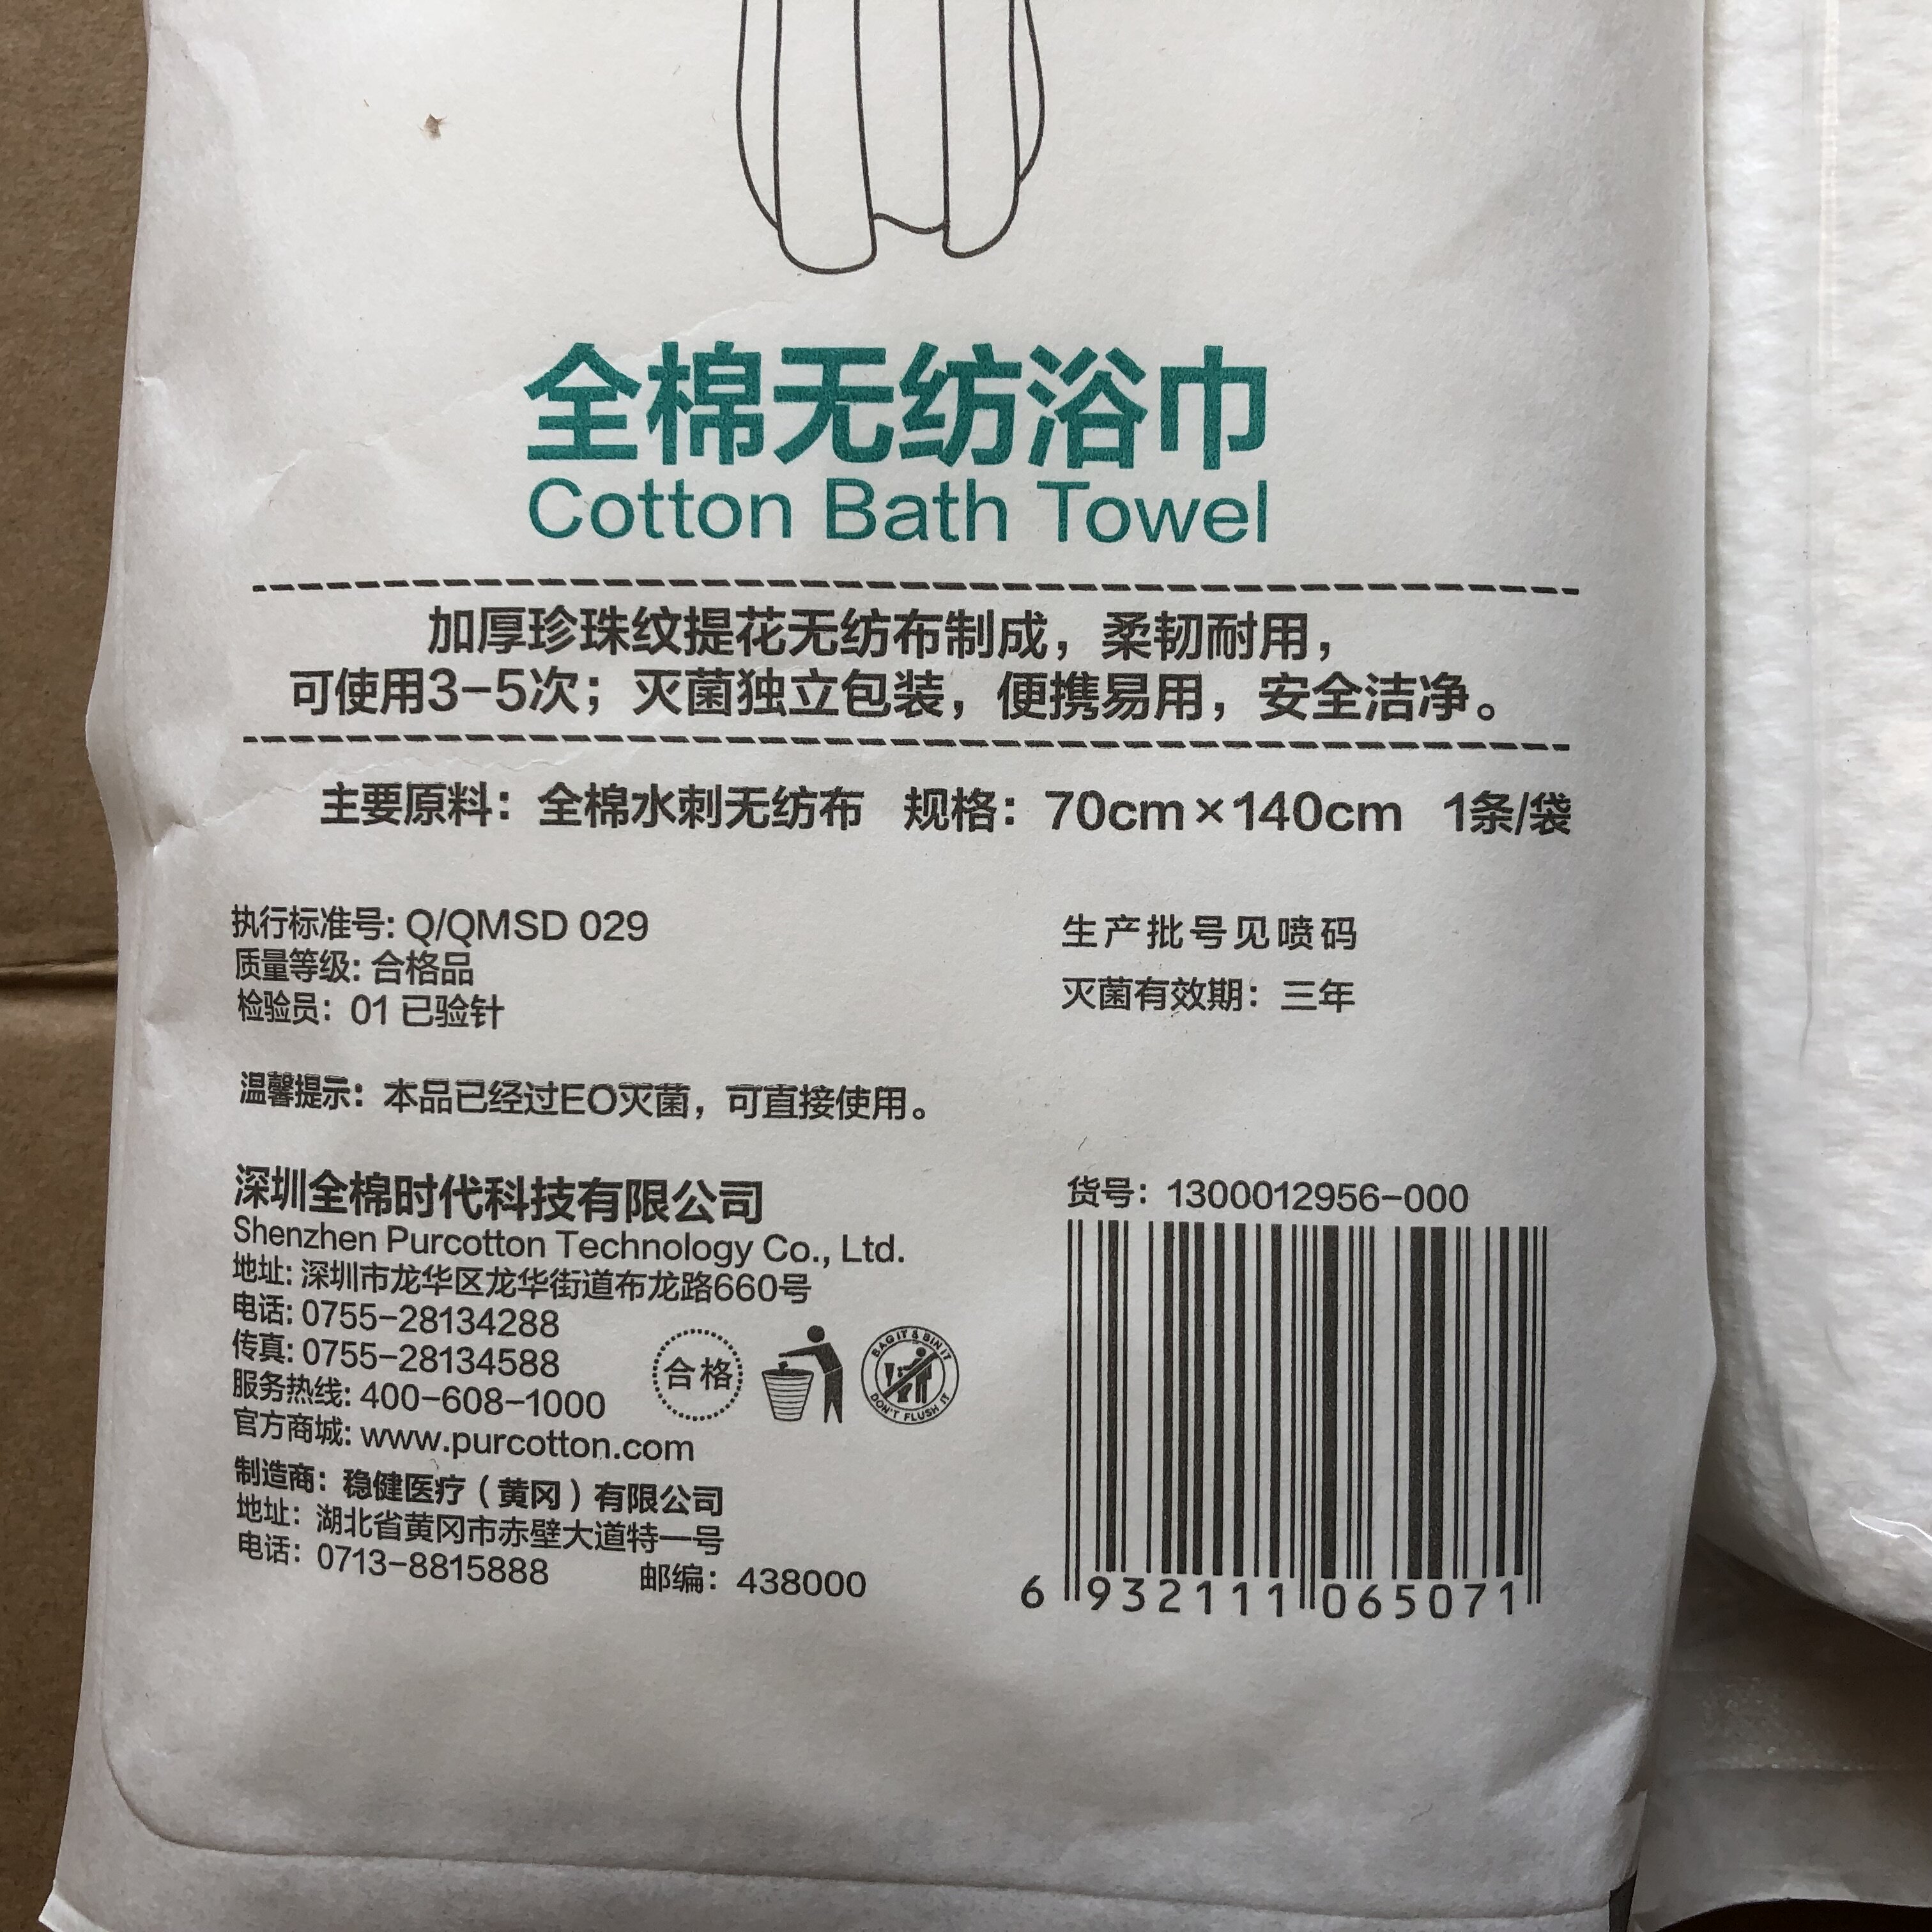 全棉无纺浴巾
Cotton Bath Towel
加厚珍珠纹提花无纺布制成，柔韧耐用，
可使用3-5次；灭菌独立包装，便携易用，安全洁净。
主要原料：全棉水刺无纺布 规格：70cm×140cm 1条/袋
执行标准号: Q/QMSD 029
质量等级: 合格品
检验员：01 已验针
生产批号见喷码
灭菌有效期：三年
温馨提示：本品已经过EO灭菌，可直接使用。
深圳全棉时代科技有限公司
Shenzhen Purcotton Technology Co., Ltd.
地址: 深圳市龙华区龙华街道布龙路660号
电话: 0755-28134288
传真: 0755-28134588
服务热线: 400-608-1000
官方商城: www.purcotton.com
制造商：稳健医疗（黄冈）有限公司
地址：湖北省黄冈市赤壁大道特一号
电话：0713-8815888 邮编：438000
合格
BAG IT & BIN IT
DON'T FLUSH IT
货号：1300012956-000
6 932111 065071